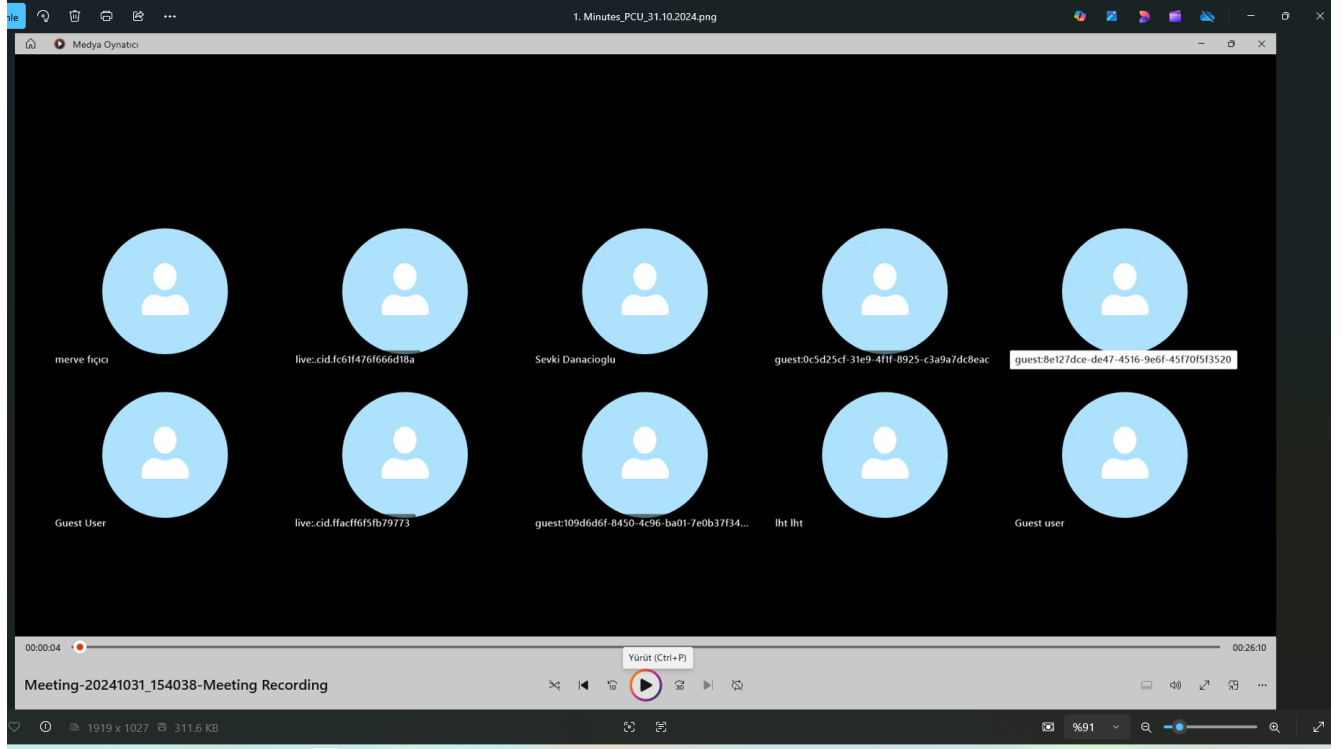 nle
1. Minutes_PCU_31.10.2024.png
Medya Oynatıcı
merve fıçıcı
live:.cid.fc61f476f666d18a
Sevki Danacioglu
guest:0c5d25cf-31e9-4f1f-8925-c3a9a7dc8eac
guest:8e127dce-de47-4516-9e6f-45f70f5f3520
Guest User
live:.cid.ffacff6f5fb79773
guest:109d6d6f-8450-4c96-ba01-7e0b37f34...
lht lht
Guest user
00:00:04
00:26:10
Yürüt (Ctrl+P)
Meeting-20241031_154038-Meeting Recording
10
30
1919 x 1027
311.6 KB
%91